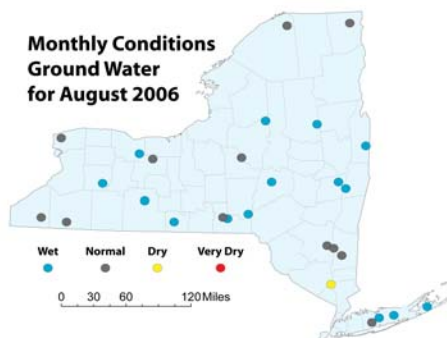 Monthly Conditions
Ground Water
for August 2006
Wet Normal Dry Very Dry
0 30 60 120 Miles